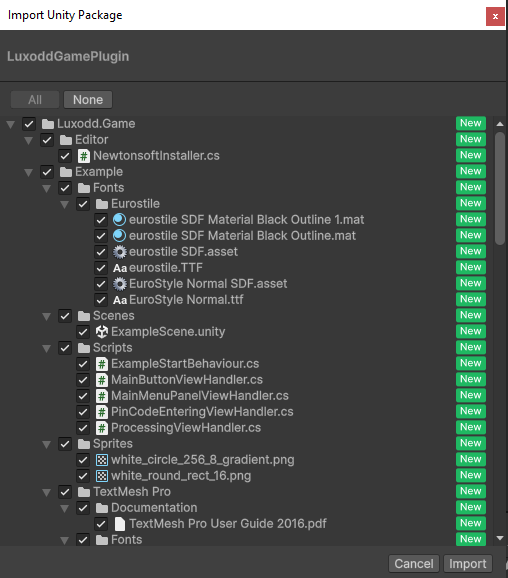 Import Unity Package
x
LuxoddGamePlugin
All None
Luxodd.Game New
Editor New
# NewtonsoftInstaller.cs New
Example New
Fonts New
Eurostile New
eurostile SDF Material Black Outline 1.mat New
eurostile SDF Material Black Outline.mat New
eurostile SDF.asset New
Aa eurostile.TTF New
EuroStyle Normal SDF.asset New
Aa EuroStyle Normal.ttf New
Scenes New
ExampleScene.unity New
Scripts New
# ExampleStartBehaviour.cs New
# MainButtonViewHandler.cs New
# MainMenuPanelViewHandler.cs New
# PinCodeEnteringViewHandler.cs New
# ProcessingViewHandler.cs New
Sprites New
white_circle_256_8_gradient.png New
white_round_rect_16.png New
TextMesh Pro New
Documentation New
TextMesh Pro User Guide 2016.pdf New
Fonts New
Cancel Import